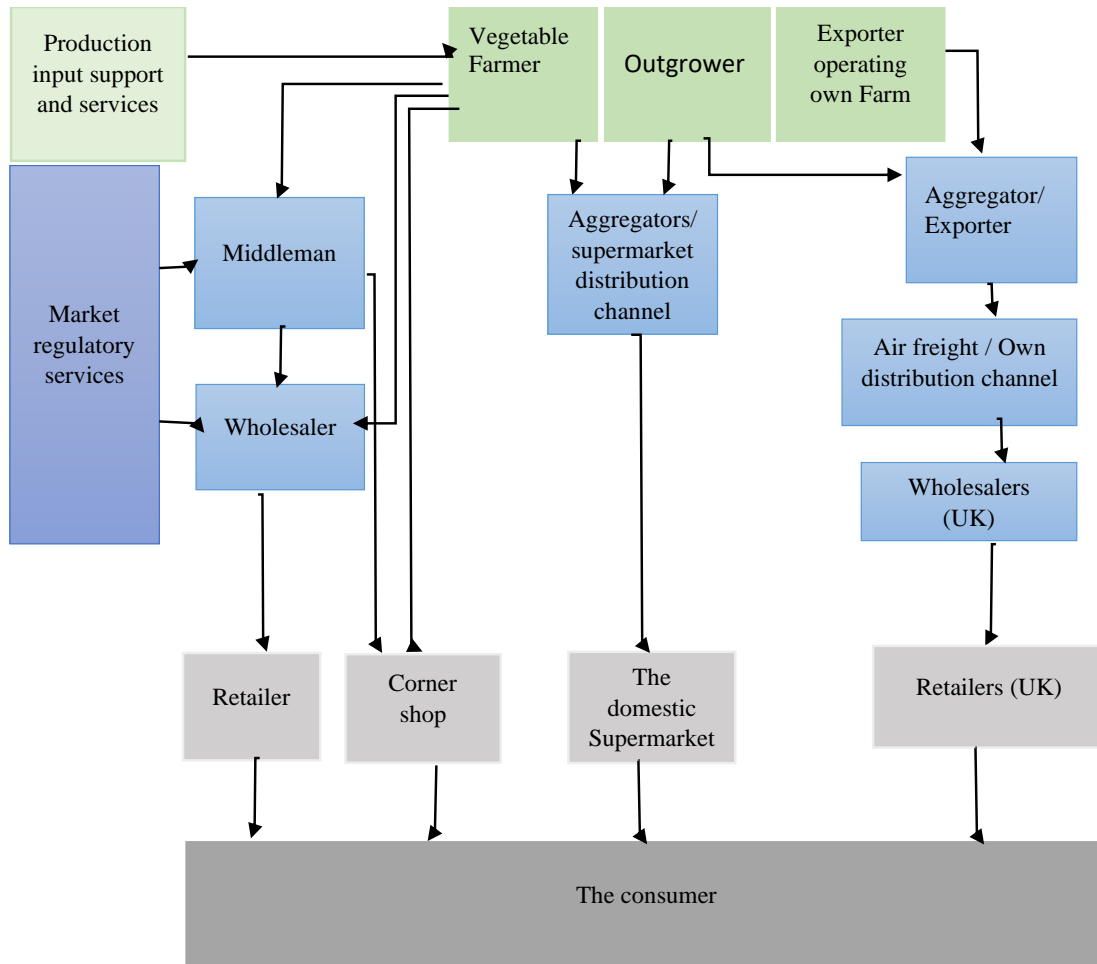 Production
input support
and services
Vegetable
Farmer
Outgrower
Exporter
operating
own Farm
Market
regulatory
services
Middleman
Aggregators/
supermarket
distribution
channel
Aggregator/
Exporter
Air freight / Own
distribution channel
Wholesaler
Wholesalers
(UK)
Retailer
Corner
shop
The
domestic
Supermarket
Retailers (UK)
The consumer